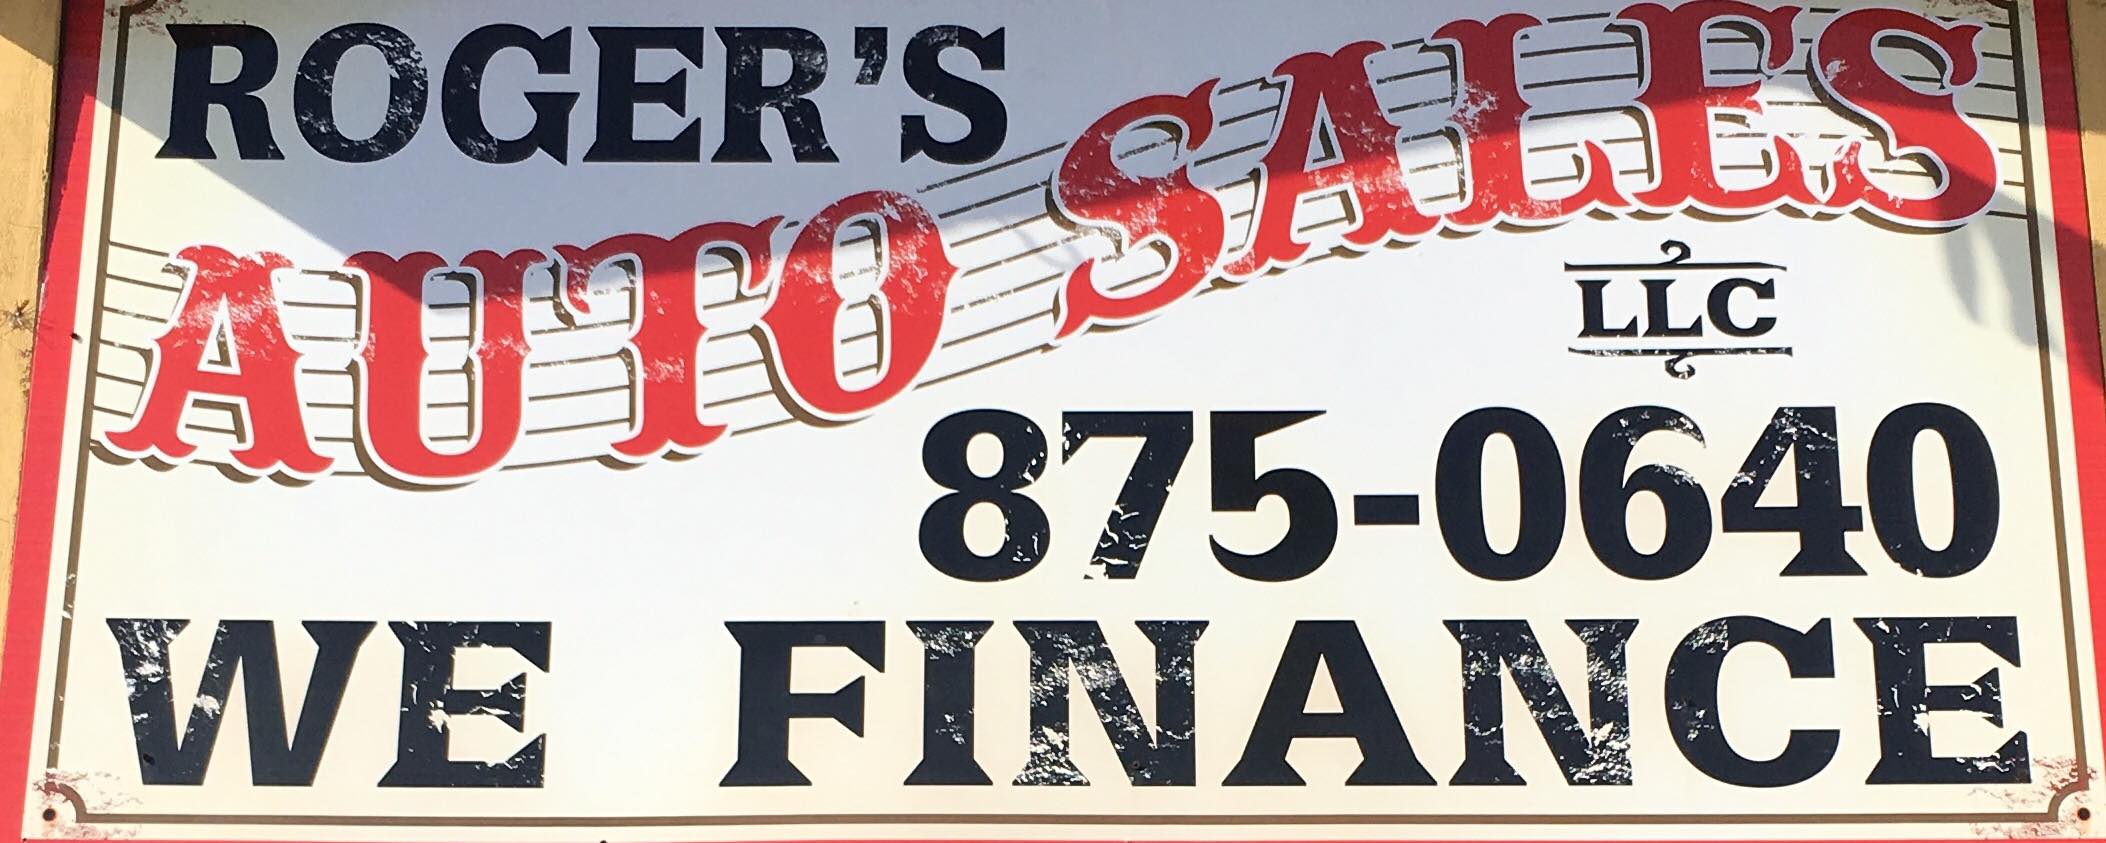 ROGER'S
AUTO SALES
LLC
875-0640
WE FINANCE